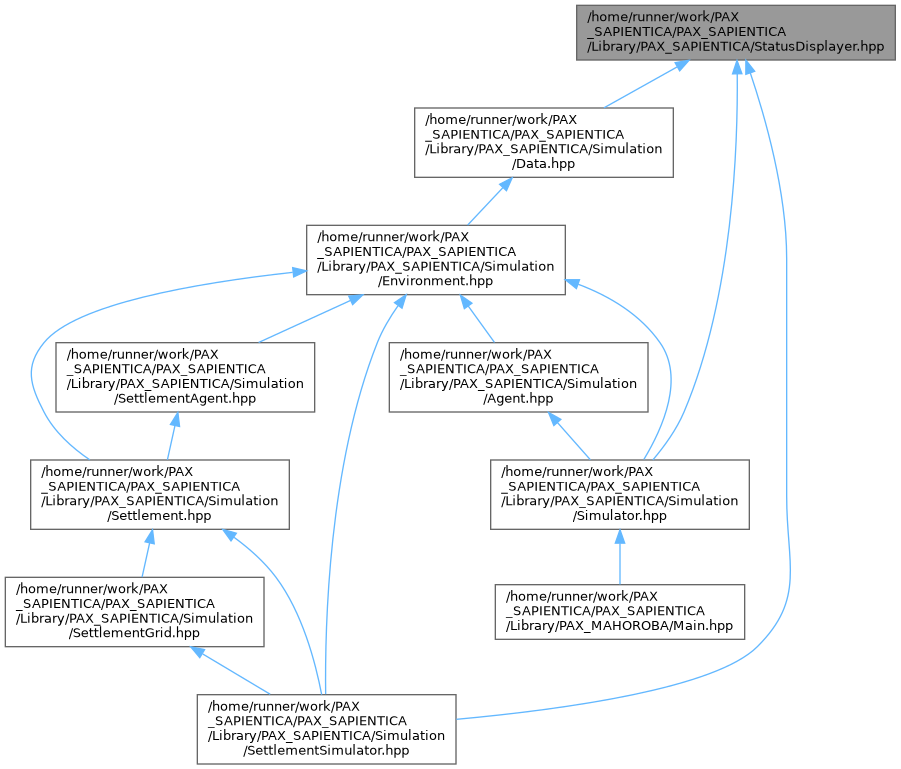 /home/runner/work/PAX
_SAPIENTICA/PAX_SAPIENTICA
/Library/PAX_SAPIENTICA/StatusDisplayer.hpp
/home/runner/work/PAX
_SAPIENTICA/PAX_SAPIENTICA
/Library/PAX_SAPIENTICA/Simulation
/Data.hpp
/home/runner/work/PAX
_SAPIENTICA/PAX_SAPIENTICA
/Library/PAX_SAPIENTICA/Simulation
/Environment.hpp
/home/runner/work/PAX
_SAPIENTICA/PAX_SAPIENTICA
/Library/PAX_SAPIENTICA/Simulation
/SettlementAgent.hpp
/home/runner/work/PAX
_SAPIENTICA/PAX_SAPIENTICA
/Library/PAX_SAPIENTICA/Simulation
/Agent.hpp
/home/runner/work/PAX
_SAPIENTICA/PAX_SAPIENTICA
/Library/PAX_SAPIENTICA/Simulation
/Settlement.hpp
/home/runner/work/PAX
_SAPIENTICA/PAX_SAPIENTICA
/Library/PAX_SAPIENTICA/Simulation
/Simulator.hpp
/home/runner/work/PAX
_SAPIENTICA/PAX_SAPIENTICA
/Library/PAX_SAPIENTICA/Simulation
/SettlementGrid.hpp
/home/runner/work/PAX
_SAPIENTICA/PAX_SAPIENTICA
/Library/PAX_MAHOROBA/Main.hpp
/home/runner/work/PAX
_SAPIENTICA/PAX_SAPIENTICA
/Library/PAX_SAPIENTICA/Simulation
/SettlementSimulator.hpp